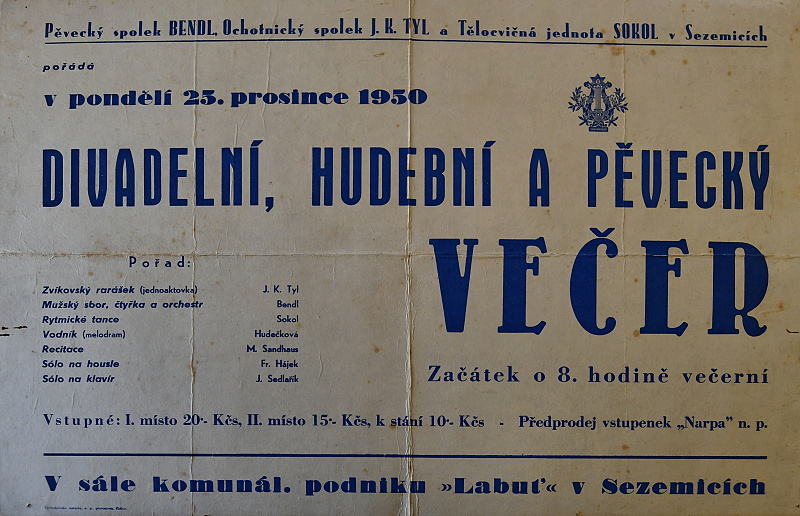 Pěvecký spolek BENDL, Ochotnický spolek J. K. TYL a Tělocvičná jednota SOKOL v Sezemicích
pořádá
v pondělí 25. prosince 1950
DIVADELNÍ, HUDEBNÍ A PĚVECKÝ
VEČER
Pořad:
Zvíkovský rarášek (jednoaktovka) J. K. Tyl
Mužský sbor, čtyřka a orchestr Bendl
Rytmické tance Sokol
Vodník (melodram) Hudečková
Recitace M. Sandhaus
Sólo na housle Fr. Hájek
Sólo na klavír J. Sedlařík
Začátek o 8. hodině večerní
Vstupné: I. místo 20·- Kčs, II. místo 15·- Kčs, k stání 10·- Kčs - Předprodej vstupenek „Narpa" n. p.
V sále komunál. podniku »Labuť« v Sezemicích